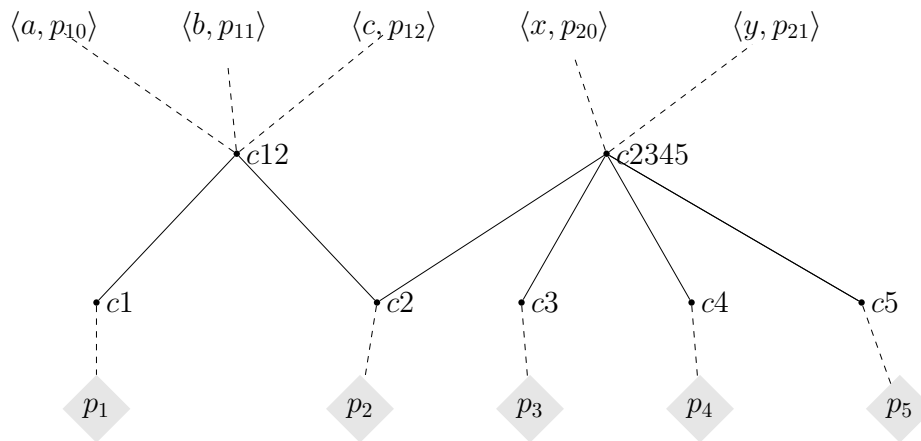 ⟨a, p₁₀⟩ ⟨b, p₁₁⟩ ⟨c, p₁₂⟩ ⟨x, p₂₀⟩ ⟨y, p₂₁⟩
c12 c2345
c1 c2 c3 c4 c5
p₁ p₂ p₃ p₄ p₅